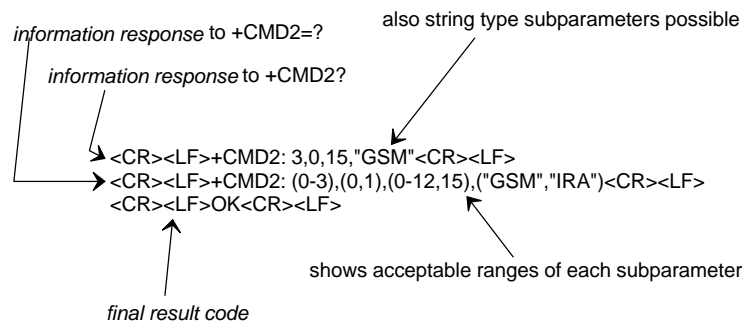 also string type subparameters possible
information response to +CMD2=?
information response to +CMD2?
<CR><LF>+CMD2: 3,0,15,"GSM"<CR><LF>
<CR><LF>+CMD2: (0-3),(0,1),(0-12,15),("GSM","IRA")<CR><LF>
<CR><LF>OK<CR><LF>
shows acceptable ranges of each subparameter
final result code